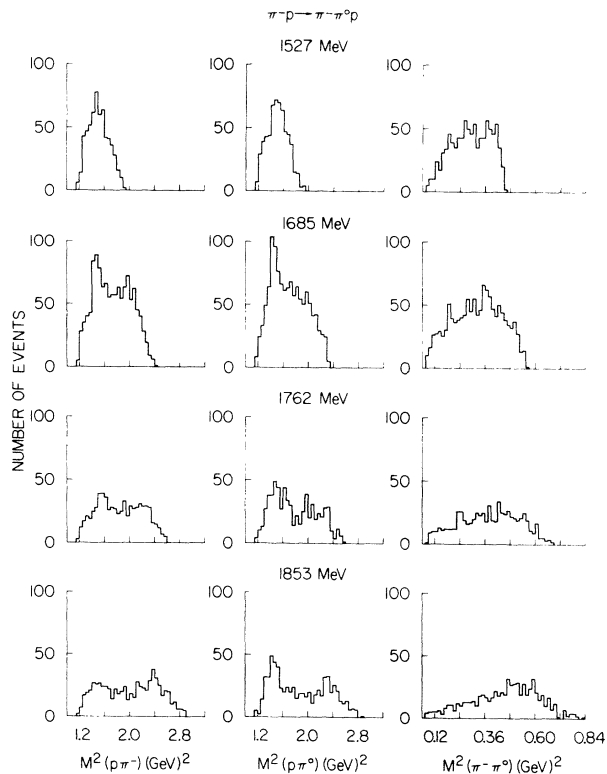 π⁻p → π⁻π°p
1527 MeV
100 100 100
50 50 50
0 0 0
1685 MeV
100 100 100
50 50 50
0 0 0
1762 MeV
100 100 100
50 50 50
0 0 0
1853 MeV
100 100 100
50 50 50
0 0 0
1.2 2.0 2.8 1.2 2.0 2.8 0.12 0.36 0.60 0.84
M² (pπ⁻) (GeV)² M² (pπ°) (GeV)² M² (π⁻π°) (GeV)²
NUMBER OF EVENTS